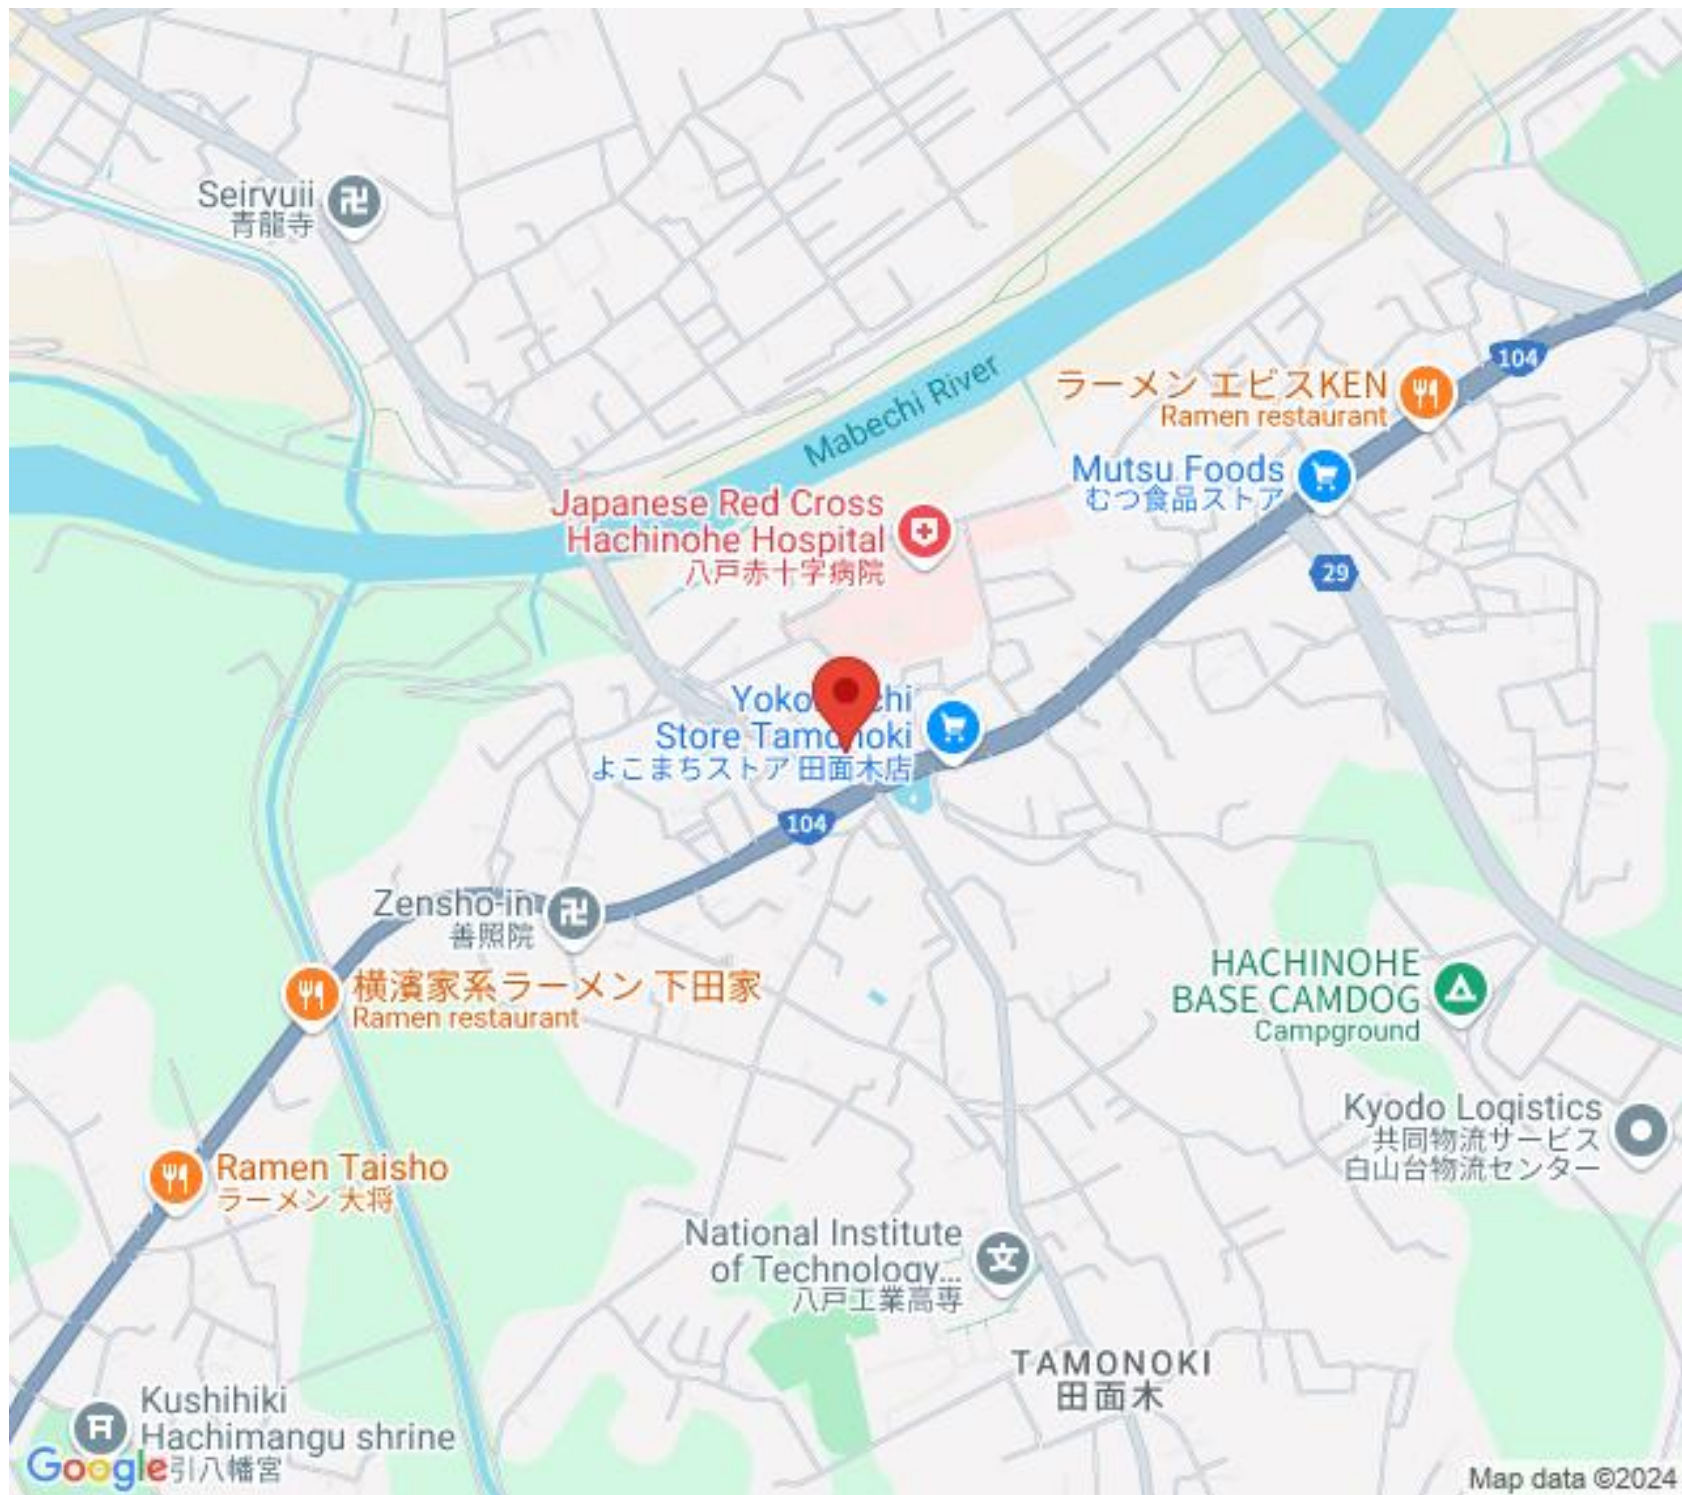 Seirvuii
青龍寺
Mabechi River
104
ラーメン エビスKEN
Ramen restaurant
Mutsu Foods
むつ食品ストア
Japanese Red Cross
Hachinohe Hospital
八戸赤十字病院
29
Store
よこまちストア 田面木店
104
Zensho-in
善照院
横濱家系ラーメン 下田家
Ramen restaurant
HACHINOHE
BASE CAMDOG
Campground
Kyodo Logistics
共同物流サービス
白山台物流センター
Ramen Taisho
ラーメン 大将
National Institute
of Technology...
八戸工業高専
文
TAMONOKI
田面木
Kushihiki
Hachimangu shrine
引八幡宮
Google
Map data ©2024